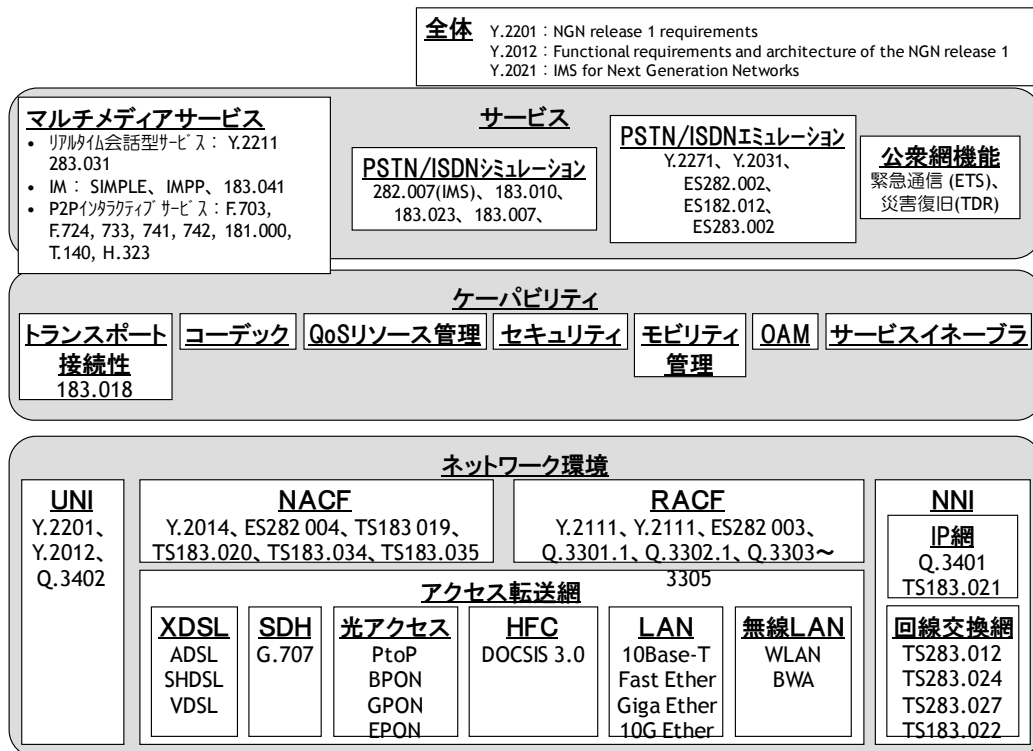 全体 Y.2201：NGN release 1 requirements
Y.2012：Functional requirements and architecture of the NGN release 1
Y.2021：IMS for Next Generation Networks
サービス
マルチメディアサービス
• ﾘｱﾙﾀｲﾑ会話型ｻｰﾋﾞｽ： Y.2211
283.031
• IM： SIMPLE、IMPP、183.041
• P2Pｲﾝﾀﾗｸﾃｨﾌﾞｻｰﾋﾞｽ：F.703,
F.724, 733, 741, 742, 181.000,
T.140, H.323
PSTN/ISDNシミュレーション
282.007(IMS)、183.010、
183.023、183.007、
PSTN/ISDNエミュレーション
Y.2271、Y.2031、
ES282.002、
ES182.012、
ES283.002
公衆網機能
緊急通信 (ETS)、
災害復旧(TDR)
ケーパビリティ
トランスポート
接続性
183.018
コーデック
QoSリソース管理
セキュリティ
モビリティ
管理
OAM
サービスイネーブラ
ネットワーク環境
UNI
Y.2201、
Y.2012、
Q.3402
NACF
Y.2014、ES282 004、TS183 019、
TS183.020、TS183.034、TS183.035
RACF
Y.2111、Y.2111、ES282 003、
Q.3301.1、Q.3302.1、Q.3303～
3305
NNI
IP網
Q.3401
TS183.021
回線交換網
TS283.012
TS283.024
TS283.027
TS183.022
アクセス転送網
XDSL
ADSL
SHDSL
VDSL
SDH
G.707
光アクセス
PtoP
BPON
GPON
EPON
HFC
DOCSIS 3.0
LAN
10Base-T
Fast Ether
Giga Ether
10G Ether
無線LAN
WLAN
BWA